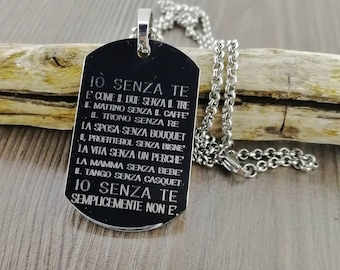 IO SENZA TE
E' COME IL DUE SENZA IL TRE
IL MATTINO SENZA IL CAFFE'
IL TRONO SENZA RE
LA SPOSA SENZA BOUQUET
IL PROFITEROL SENZA BIGNE'
LA VITA SENZA UN PERCHE'
LA MAMMA SENZA BEBE'
IL TANGO SENZA CASQUET
IO SENZA TE
SEMPLICEMENTE NON E'